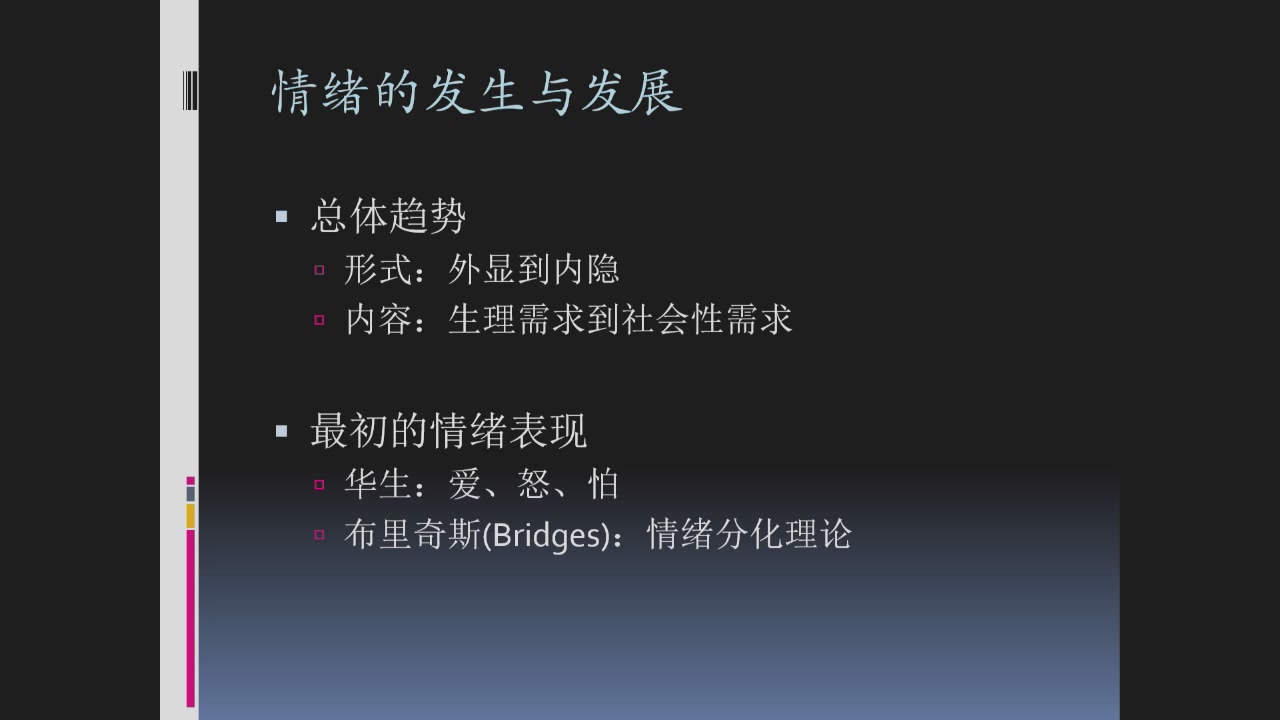 情绪的发生与发展
总体趋势
形式：外显到内隐
内容：生理需求到社会性需求
最初的情绪表现
华生：爱、怒、怕
布里奇斯(Bridges)：情绪分化理论